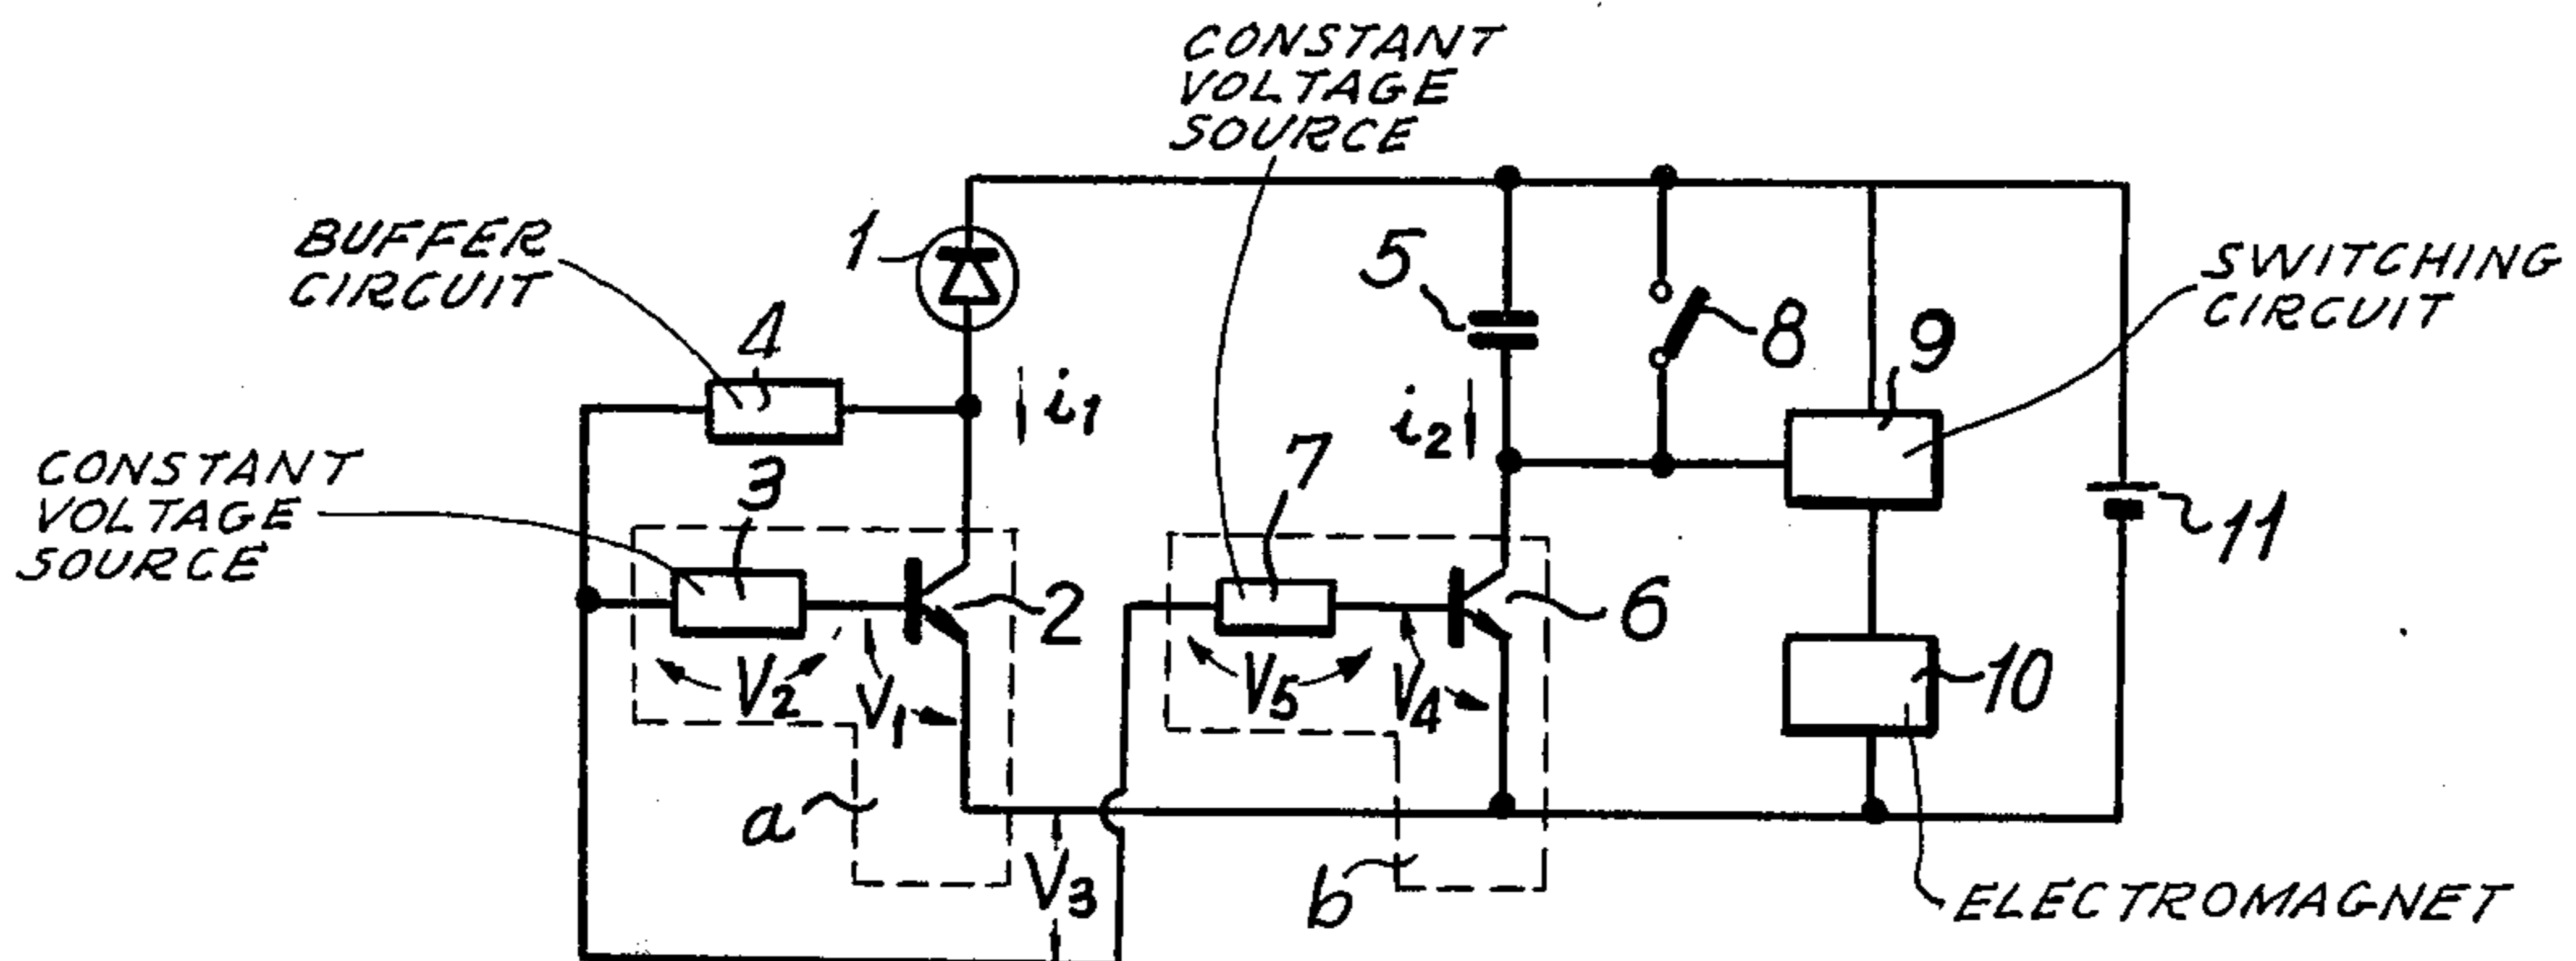 CONSTANT
VOLTAGE
SOURCE
BUFFER
CIRCUIT
1
5
8
SWITCHING
CIRCUIT
4
9
i1
i2
CONSTANT
VOLTAGE
SOURCE
3
7
11
2
6
V2
V1
V5
V4
10
a
V3
b
ELECTROMAGNET